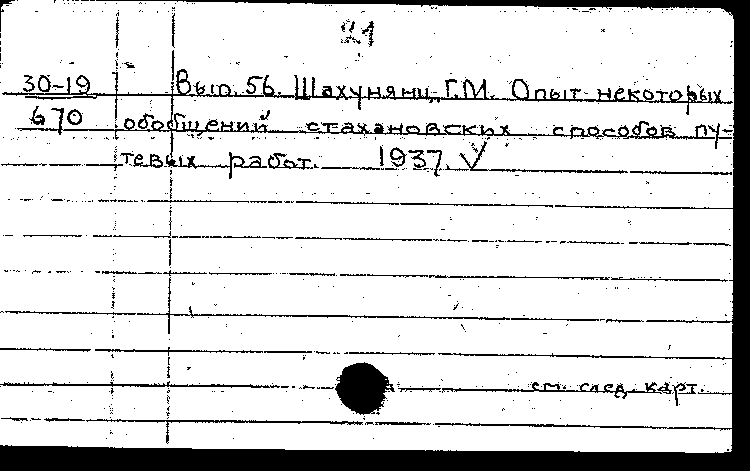 21
30-19 Вып. 56. Шахунянц, Г.М. Опыт некоторых
670 обобщений стахановских способов пу-
тевых работ. 1937. √
см. след. карт.